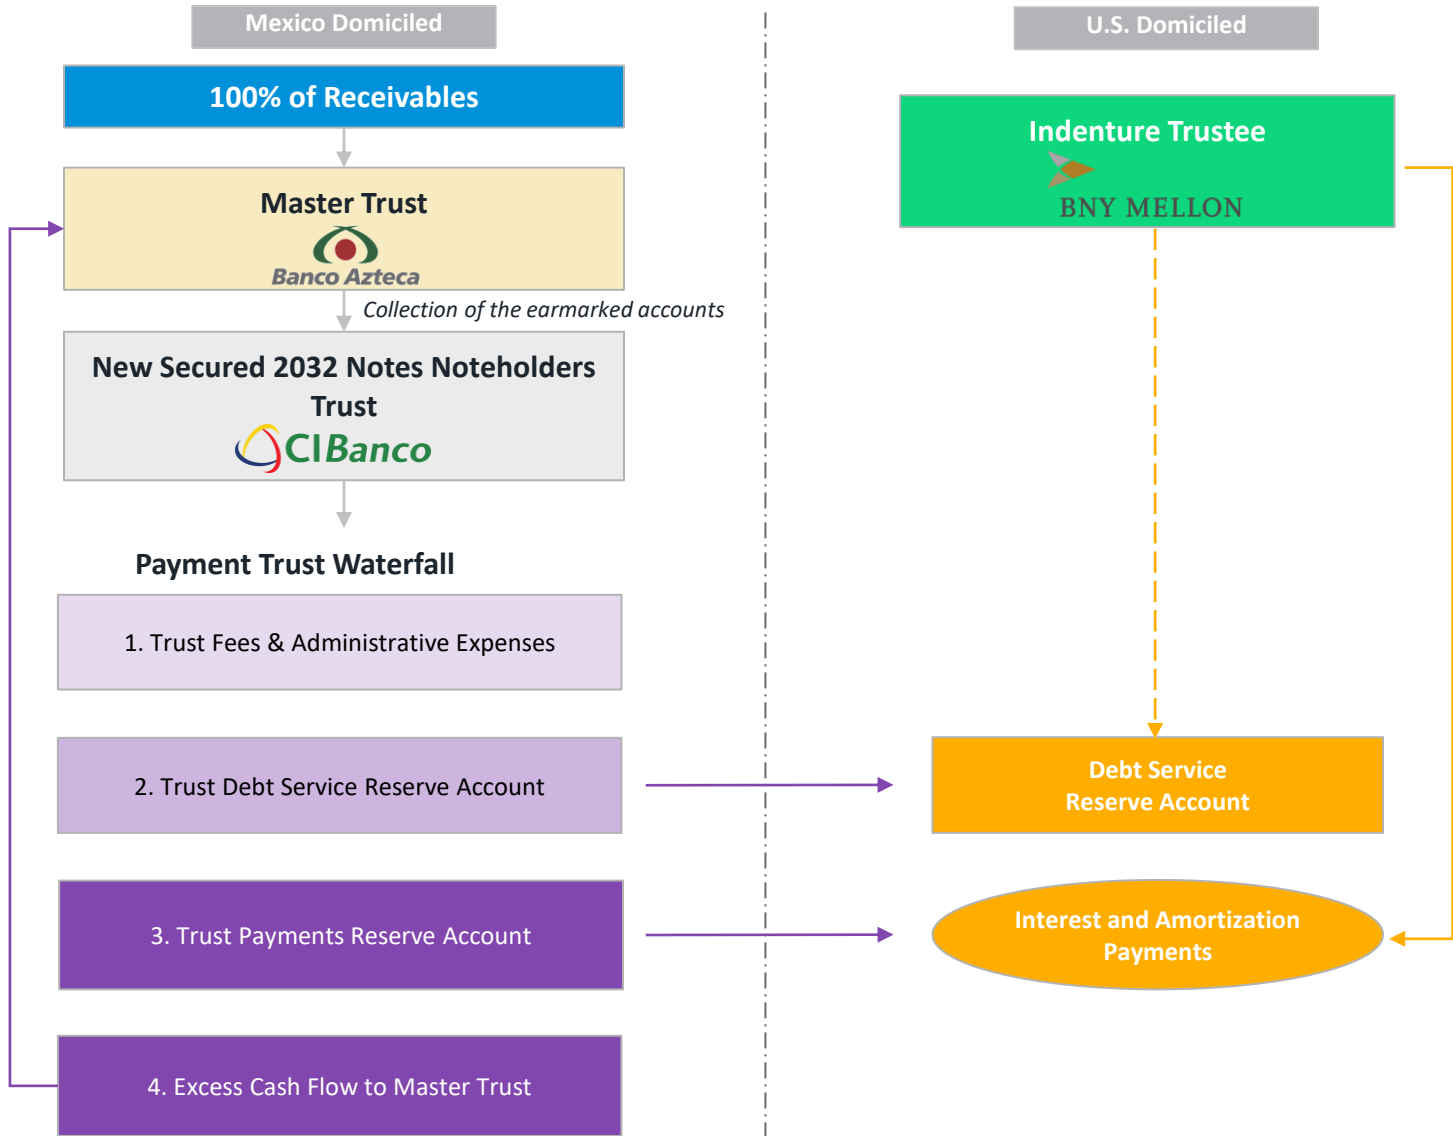 Mexico Domiciled
100% of Receivables
Master Trust
Banco Azteca
Collection of the earmarked accounts
New Secured 2032 Notes Noteholders
Trust
CIBanco
Payment Trust Waterfall
1. Trust Fees & Administrative Expenses
2. Trust Debt Service Reserve Account
3. Trust Payments Reserve Account
4. Excess Cash Flow to Master Trust
U.S. Domiciled
Indenture Trustee
BNY MELLON
Debt Service
Reserve Account
Interest and Amortization
Payments